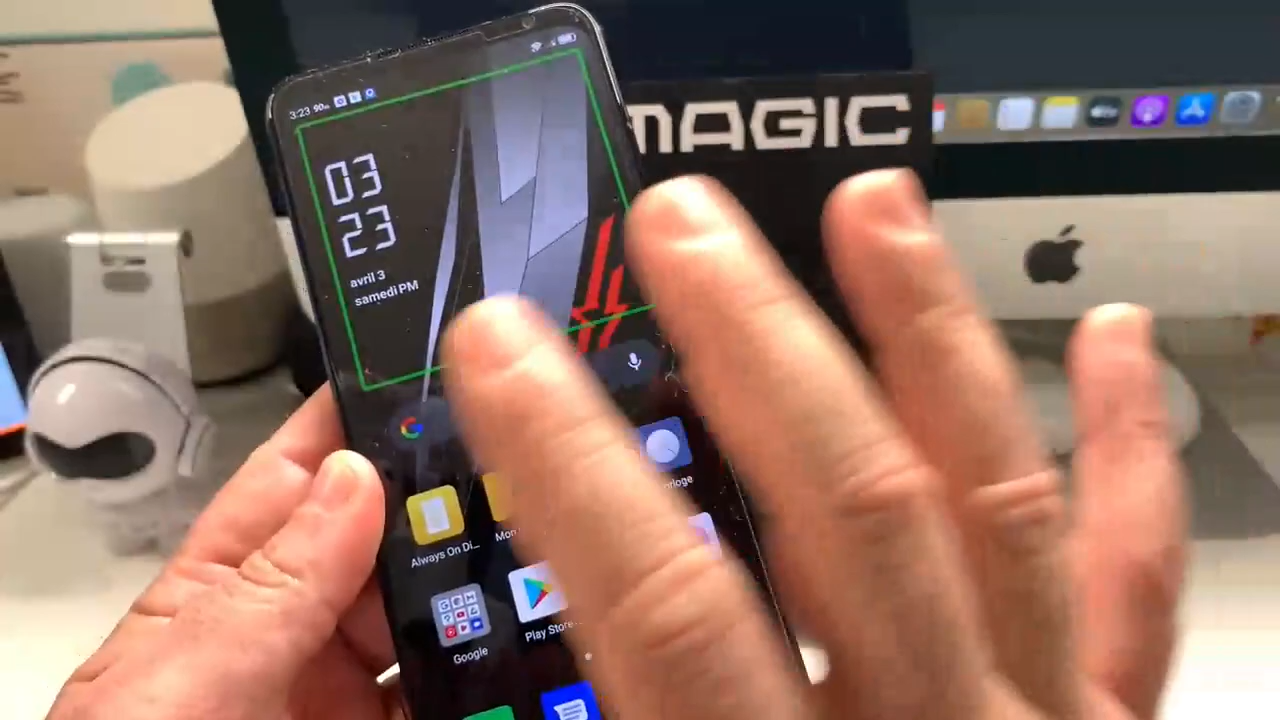 MAGIC
3:23
03
23
avril 3
samedi PM
Always On Di...
Google
Play Store